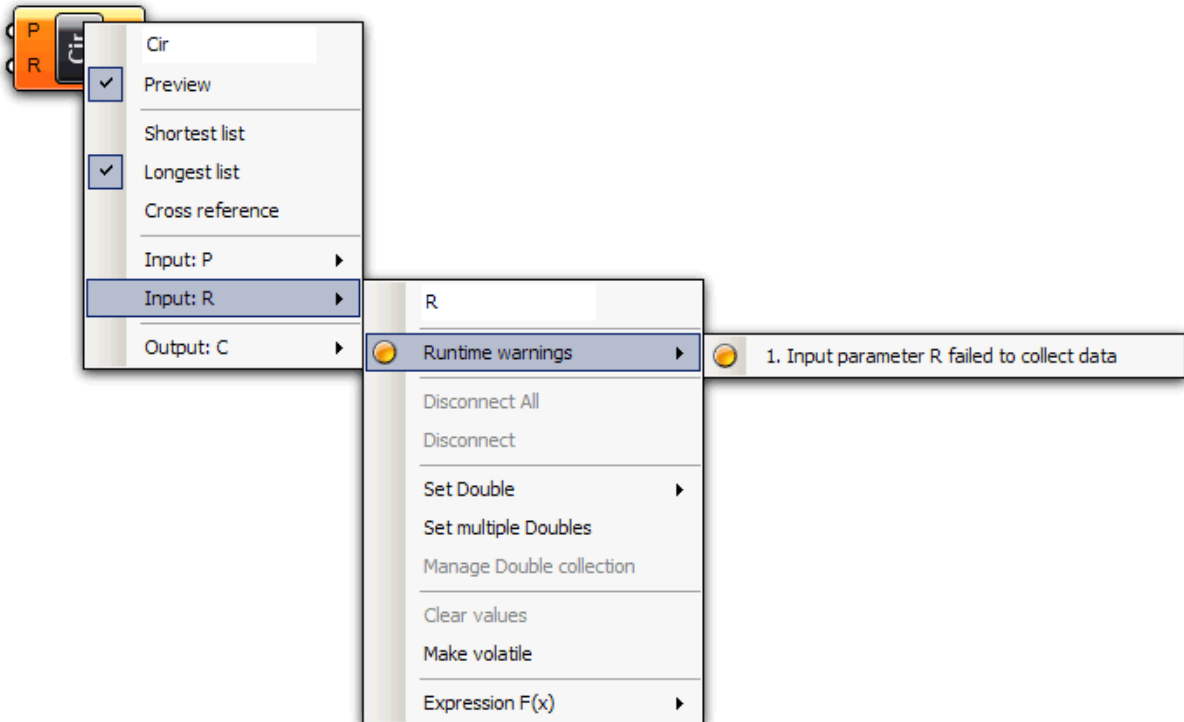 P
R
Cir
Cir
Preview
Shortest list
Longest list
Cross reference
Input: P
Input: R
Output: C
R
Runtime warnings
1. Input parameter R failed to collect data
Disconnect All
Disconnect
Set Double
Set multiple Doubles
Manage Double collection
Clear values
Make volatile
Expression F(x)